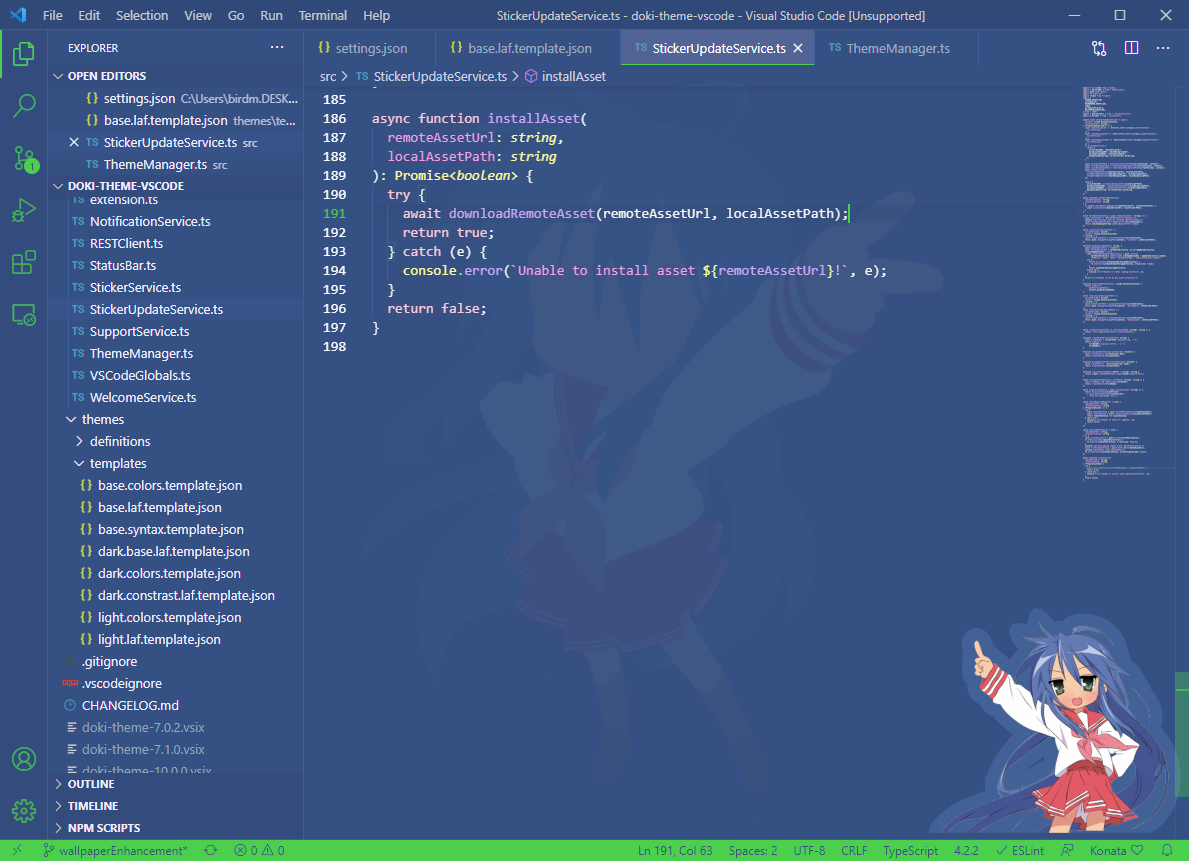 File Edit Selection View Go Run Terminal Help
StickerUpdateService.ts - doki-theme-vscode - Visual Studio Code [Unsupported]
EXPLORER
OPEN EDITORS
{} settings.json C:\Users\birdm.DESK...
{} base.laf.template.json themes\te...
TS StickerUpdateService.ts src
TS ThemeManager.ts src
1
DOKI-THEME-VSCODE
TS extension.ts
TS NotificationService.ts
TS RESTClient.ts
TS StatusBar.ts
TS StickerService.ts
TS StickerUpdateService.ts
TS SupportService.ts
TS ThemeManager.ts
TS VSCodeGlobals.ts
TS WelcomeService.ts
themes
definitions
templates
{} base.colors.template.json
{} base.laf.template.json
{} base.syntax.template.json
{} dark.base.laf.template.json
{} dark.colors.template.json
{} dark.constrast.laf.template.json
{} light.colors.template.json
{} light.laf.template.json
.gitignore
.vscodeignore
CHANGELOG.md
doki-theme-7.0.2.vsix
doki-theme-7.1.0.vsix
doki-theme-10.0.0.vsix
OUTLINE
TIMELINE
NPM SCRIPTS
{} settings.json
{} base.laf.template.json
TS StickerUpdateService.ts
TS ThemeManager.ts
src > TS StickerUpdateService.ts > installAsset
185
186 async function installAsset(
187   remoteAssetUrl: string,
188   localAssetPath: string
189 ): Promise<boolean> {
190   try {
191     await downloadRemoteAsset(remoteAssetUrl, localAssetPath);
192     return true;
193   } catch (e) {
194     console.error(`Unable to install asset ${remoteAssetUrl}!`, e);
195   }
196   return false;
197 }
198
wallpaperEnhancement* 0 0
Ln 191, Col 63 Spaces: 2 UTF-8 CRLF TypeScript 4.2.2 ESLint Konata